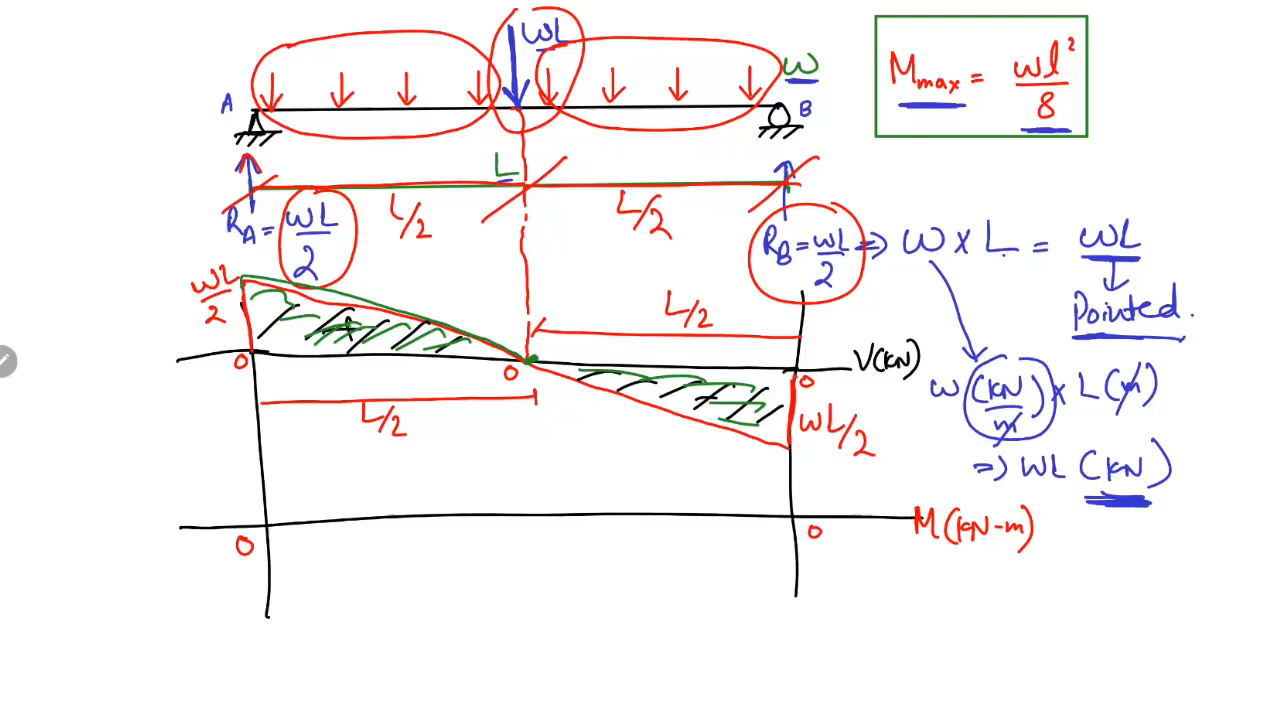 WL
w
A
B
Mmax = wl²/8
L
L/2
L/2
RA = wL/2
RB = wL/2 => w x L = wL
Pointed.
wL/2
L/2
0
0
0
V(kN)
w (kN/m) x L(m)
L/2
wL/2
=> WL (kN)
0
0
M(kN-m)